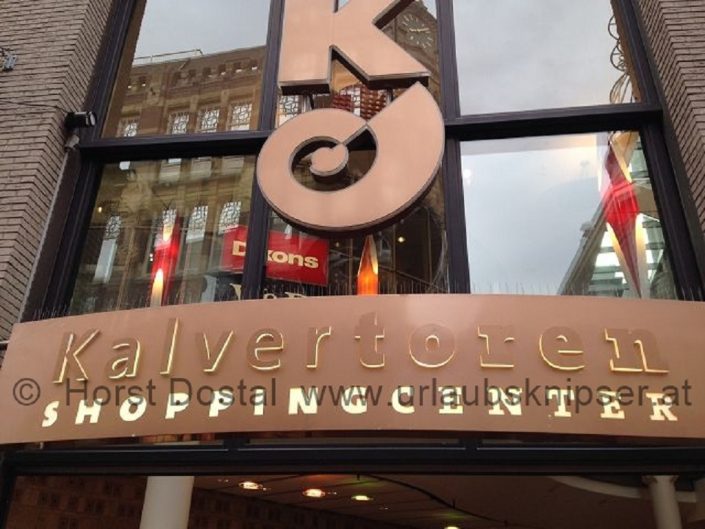 K
Dixons
Kalvertoren
© Horst Dostal www.urlaubsknipser.at
SHOPPINGCENTER